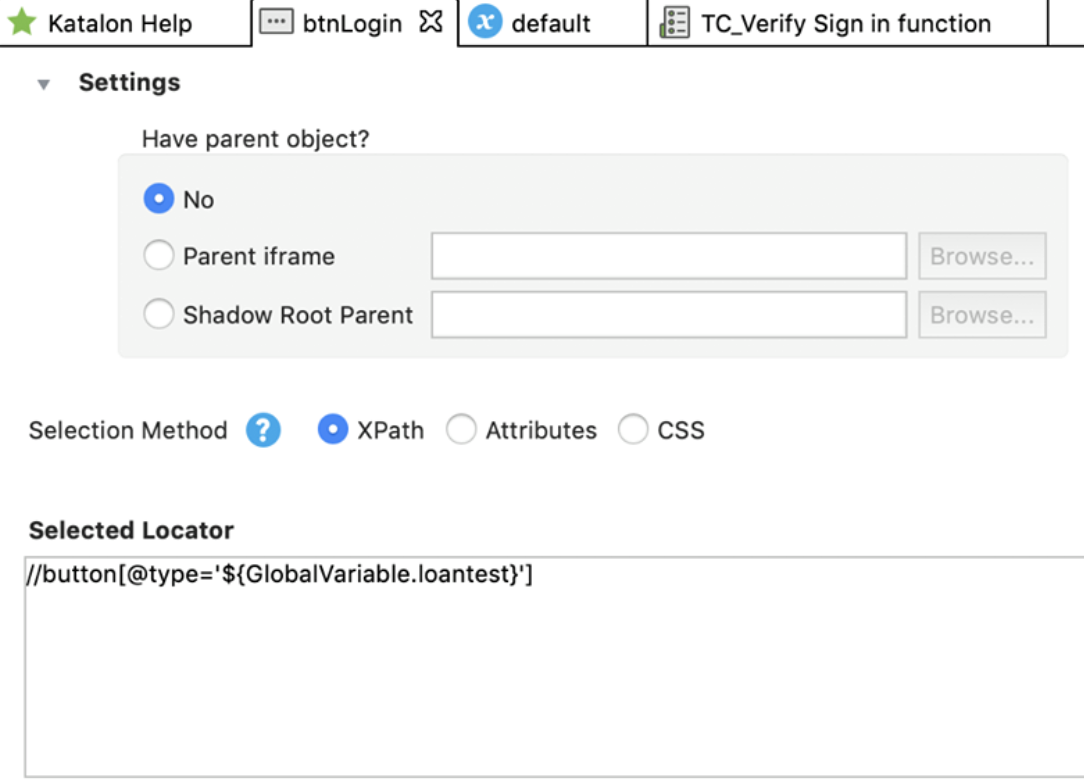 Katalon Help btnLogin default TC_Verify Sign in function
Settings
Have parent object?
No
Parent iframe Browse...
Shadow Root Parent Browse...
Selection Method ? XPath Attributes CSS
Selected Locator
//button[@type='${GlobalVariable.loantest}']